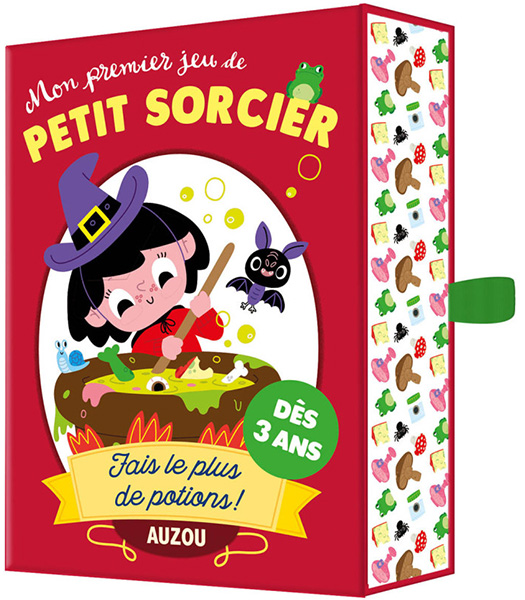 Mon premier jeu de
PETIT SORCIER
DÈS
3 ANS
Fais le plus
de potions !
AUZOU